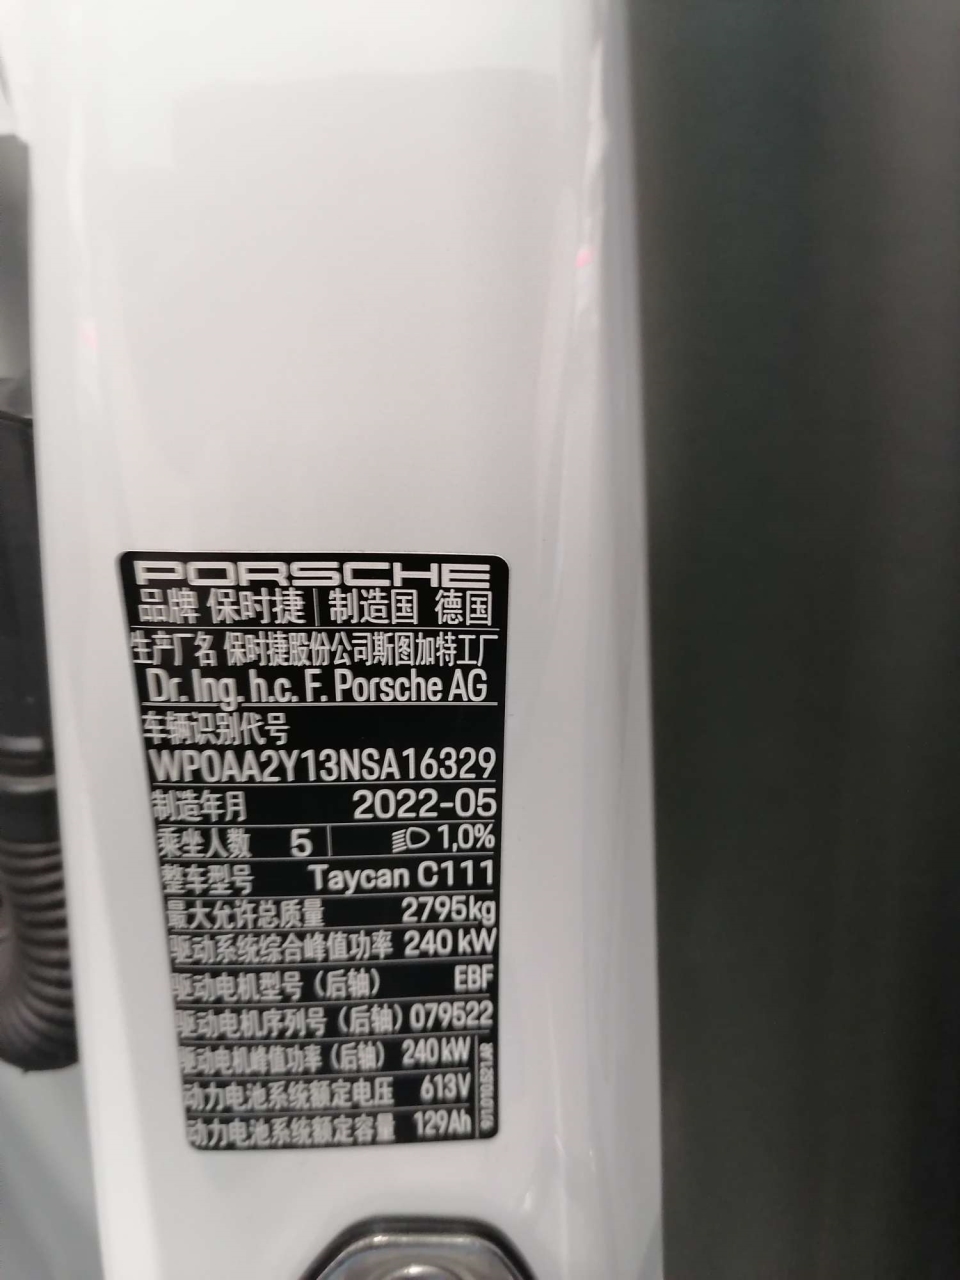 PORSCHE
品牌 保时捷 制造国 德国
生产厂名 保时捷股份公司斯图加特工厂
Dr. Ing. h.c. F. Porsche AG
车辆识别代号
WP0AA2Y13NSA16329
制造年月 2022-05
乘坐人数 5 1,0%
整车型号 Taycan C111
最大允许总质量 2795kg
驱动系统综合峰值功率 240 kW
驱动电机型号（后轴） EBF
驱动电机序列号（后轴） 079522
驱动电机峰值功率（后轴） 240 kW
动力电池系统额定电压 613V
动力电池系统额定容量 129Ah